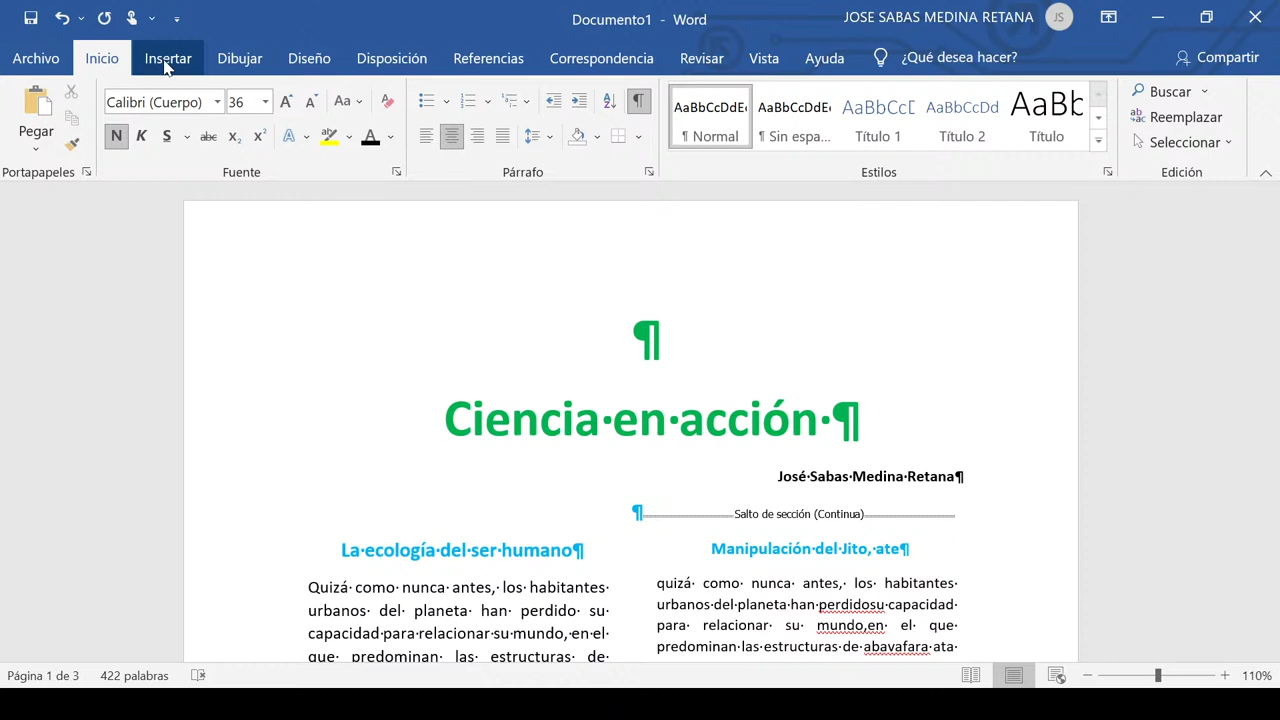 Documento1 - Word
JOSE SABAS MEDINA RETANA
JS
Archivo
Inicio
Insertar
Dibujar
Diseño
Disposición
Referencias
Correspondencia
Revisar
Vista
Ayuda
¿Qué desea hacer?
Compartir
Pegar
Portapapeles
Calibri (Cuerpo)
36
Aa
N K S abc x₂ x²
Fuente
Párrafo
AaBbCcDdE
¶ Normal
AaBbCcDdE
¶ Sin espa...
AaBbCcD
Título 1
AaBbCcDd
Título 2
AaBb
Título
Estilos
Buscar
Reemplazar
Seleccionar
Edición
¶
Ciencia·en·acción·¶
José·Sabas·Medina·Retana¶
¶ Salto de sección (Continua)
La·ecología·del·ser·humano¶
Quizá·como·nunca·antes,·los·habitantes·
urbanos· del· planeta· han· perdido· su·
capacidad·para·relacionar·su·mundo,·en·el·
que· predominan· las· estructuras· de·
Manipulación·del·Jito,·ate¶
quizá· como· nunca· antes,· los· habitantes·
urbanos·del·planeta·han·perdidosu·capacidad·
para· relacionar· su· mundo,en· el· que·
predominan·las·estructuras·de·abavafara·ata·
Página 1 de 3
422 palabras
110%